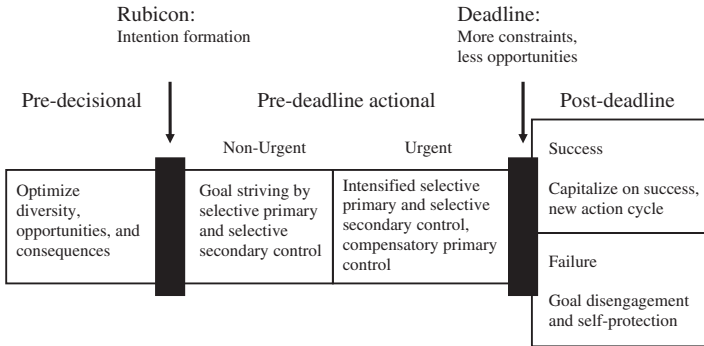 Rubicon:
Intention formation
Deadline:
More constraints,
less opportunities
Pre-decisional
Pre-deadline actional
Post-deadline
Non-Urgent
Urgent
Optimize
diversity,
opportunities, and
consequences
Goal striving by
selective primary
and selective
secondary control
Intensified selective
primary and selective
secondary control,
compensatory primary
control
Success
Capitalize on success,
new action cycle
Failure
Goal disengagement
and self-protection